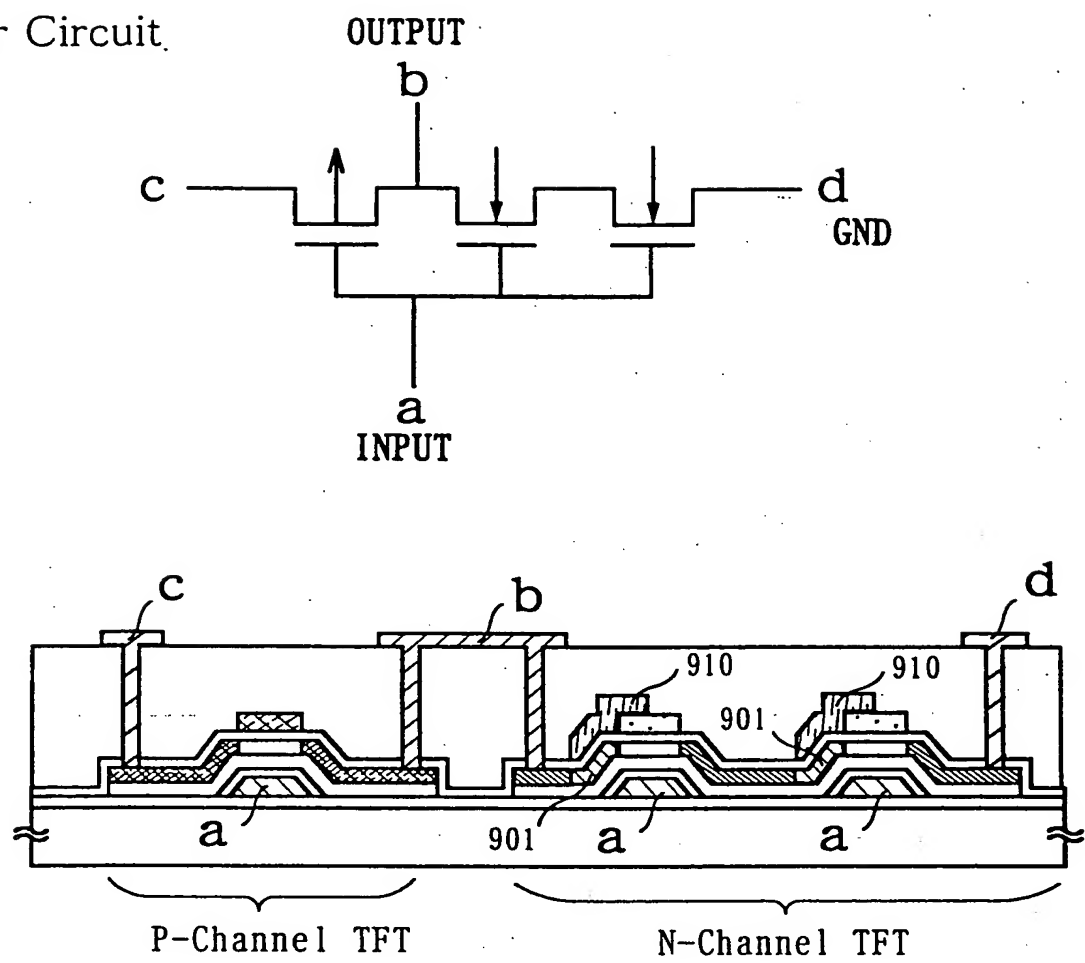 r Circuit
OUTPUT
b
c
d
GND
a
INPUT
c
b
d
910
910
901
a
901
a
a
P-Channel TFT
N-Channel TFT